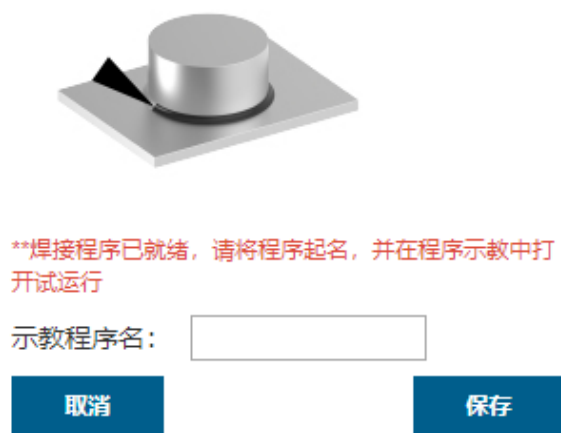 **焊接程序已就绪，请将程序起名，并在程序示教中打
开试运行
示教程序名：
取消
保存